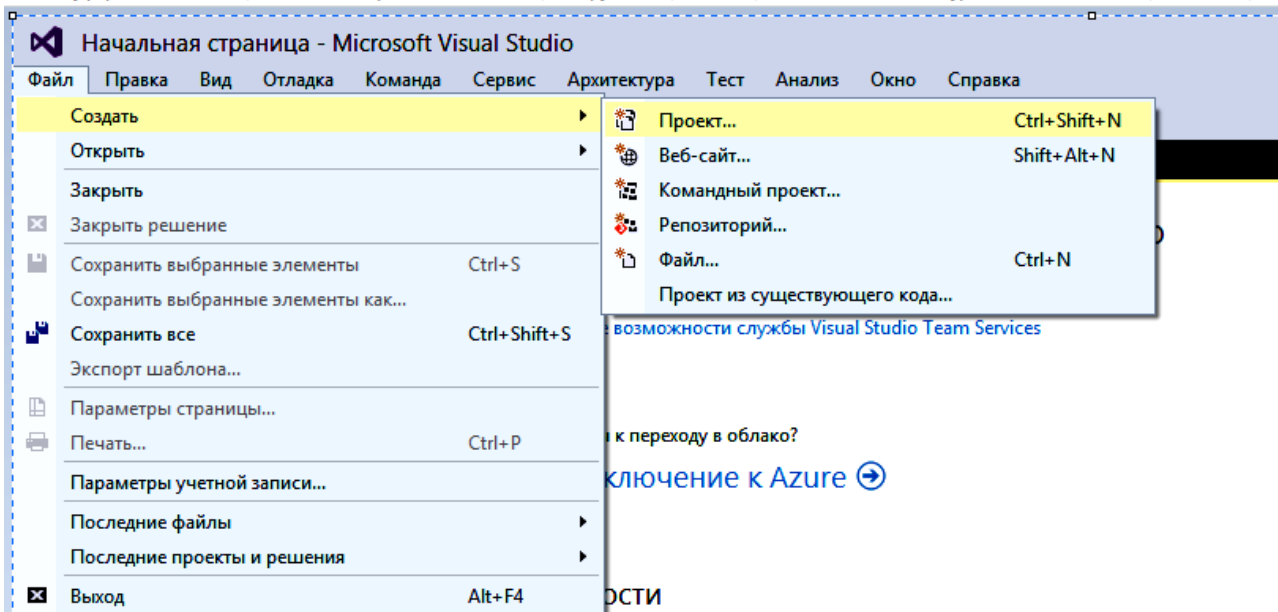 Начальная страница - Microsoft Visual Studio
Файл Правка Вид Отладка Команда Сервис Архитектура Тест Анализ Окно Справка
Создать
Открыть
Закрыть
Закрыть решение
Сохранить выбранные элементы Ctrl+S
Сохранить выбранные элементы как...
Сохранить все Ctrl+Shift+S
Экспорт шаблона...
Параметры страницы...
Печать... Ctrl+P
Параметры учетной записи...
Последние файлы
Последние проекты и решения
Выход Alt+F4
Проект... Ctrl+Shift+N
Веб-сайт... Shift+Alt+N
Командный проект...
Репозиторий...
Файл... Ctrl+N
Проект из существующего кода...
возможности службы Visual Studio Team Services
к переходу в облако?
ключение к Azure
ости